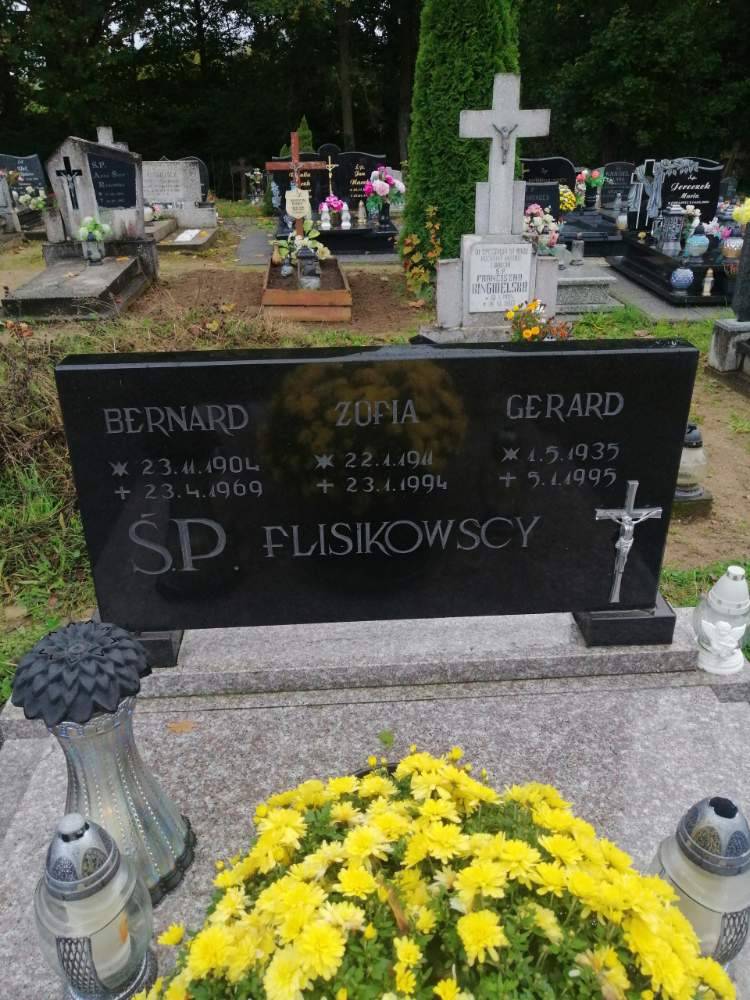 BERNARD ZOFIA GERARD
* 23.11.1904 * 22.1.1911 * 1.5.1935
+ 23.4.1969 + 23.1.1994 + 5.1.1995
Ś.P. FLISIKOWSCY
Ś.P.
Ś.P.
FRANCISZKA